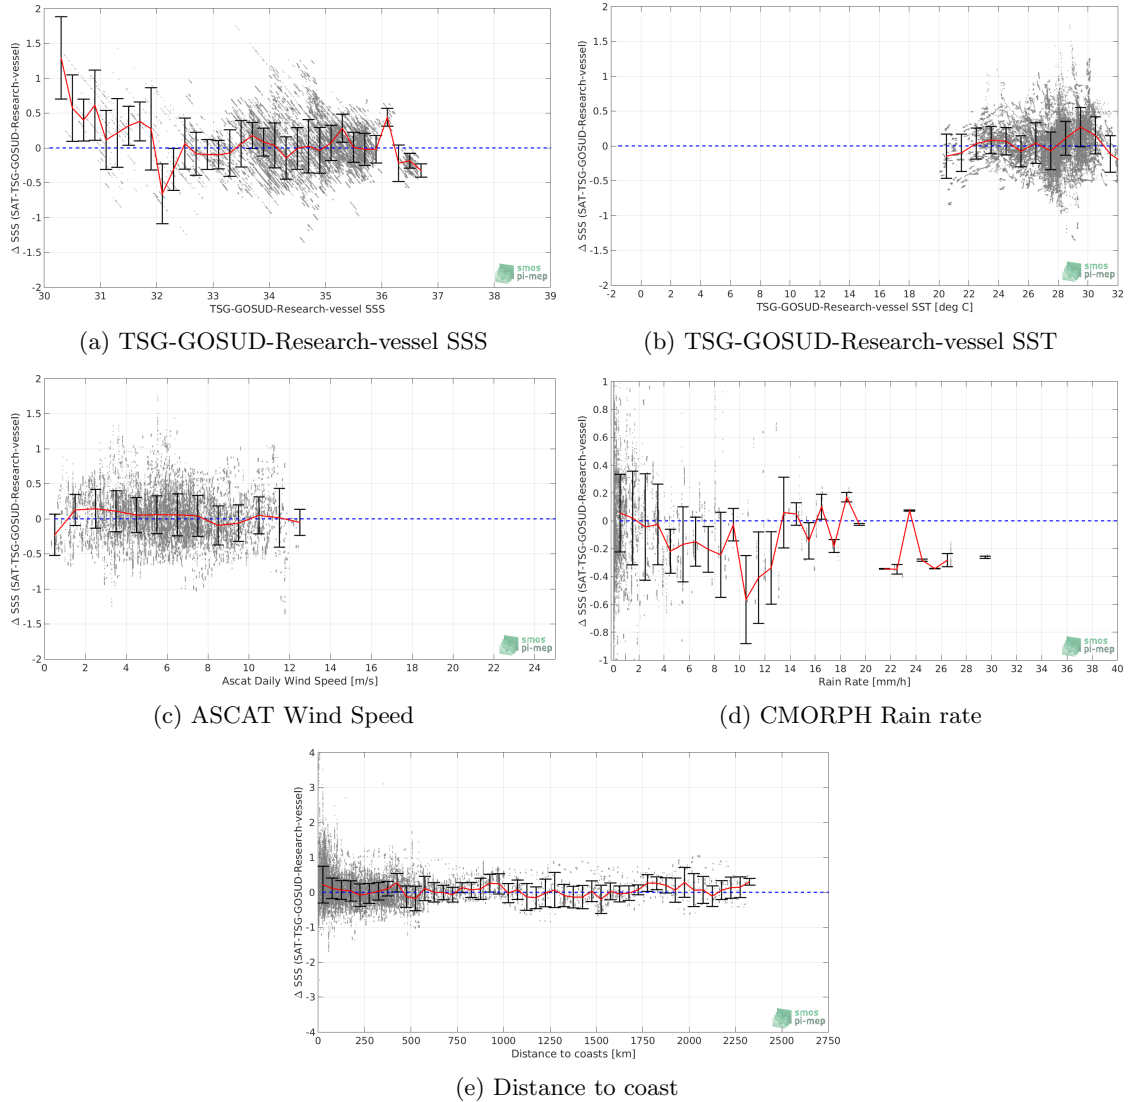 2
1.5
1
0.5
0
-0.5
-1
-1.5
-2
Δ SSS (SAT-TSG-GOSUD-Research-vessel)
30 31 32 33 34 35 36 37 38 39
TSG-GOSUD-Research-vessel SSS
smos
pi-mep
(a) TSG-GOSUD-Research-vessel SSS
2
1.5
1
0.5
0
-0.5
-1
-1.5
-2
Δ SSS (SAT-TSG-GOSUD-Research-vessel)
-2 0 2 4 6 8 10 12 14 16 18 20 22 24 26 28 30 32
TSG-GOSUD-Research-vessel SST [deg C]
smos
pi-mep
(b) TSG-GOSUD-Research-vessel SST
2
1.5
1
0.5
0
-0.5
-1
-1.5
-2
Δ SSS (SAT-TSG-GOSUD-Research-vessel)
0 2 4 6 8 10 12 14 16 18 20 22 24
Ascat Daily Wind Speed [m/s]
smos
pi-mep
(c) ASCAT Wind Speed
1
0.8
0.6
0.4
0.2
0
-0.2
-0.4
-0.6
-0.8
-1
Δ SSS (SAT-TSG-GOSUD-Research-vessel)
0 2 4 6 8 10 12 14 16 18 20 22 24 26 28 30 32 34 36 38 40
Rain Rate [mm/h]
smos
pi-mep
(d) CMORPH Rain rate
4
3
2
1
0
-1
-2
-3
-4
Δ SSS (SAT-TSG-GOSUD-Research-vessel)
0 250 500 750 1000 1250 1500 1750 2000 2250 2500 2750
Distance to coasts [km]
smos
pi-mep
(e) Distance to coast